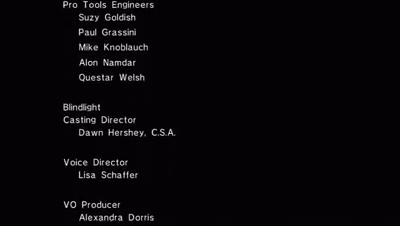 Pro Tools Engineers
Suzy Goldish
Paul Grassini
Mike Knoblauch
Alon Namdar
Questar Welsh
Blindlight
Casting Director
Dawn Hershey, C.S.A.
Voice Director
Lisa Schaffer
VO Producer
Alexandra Dorris